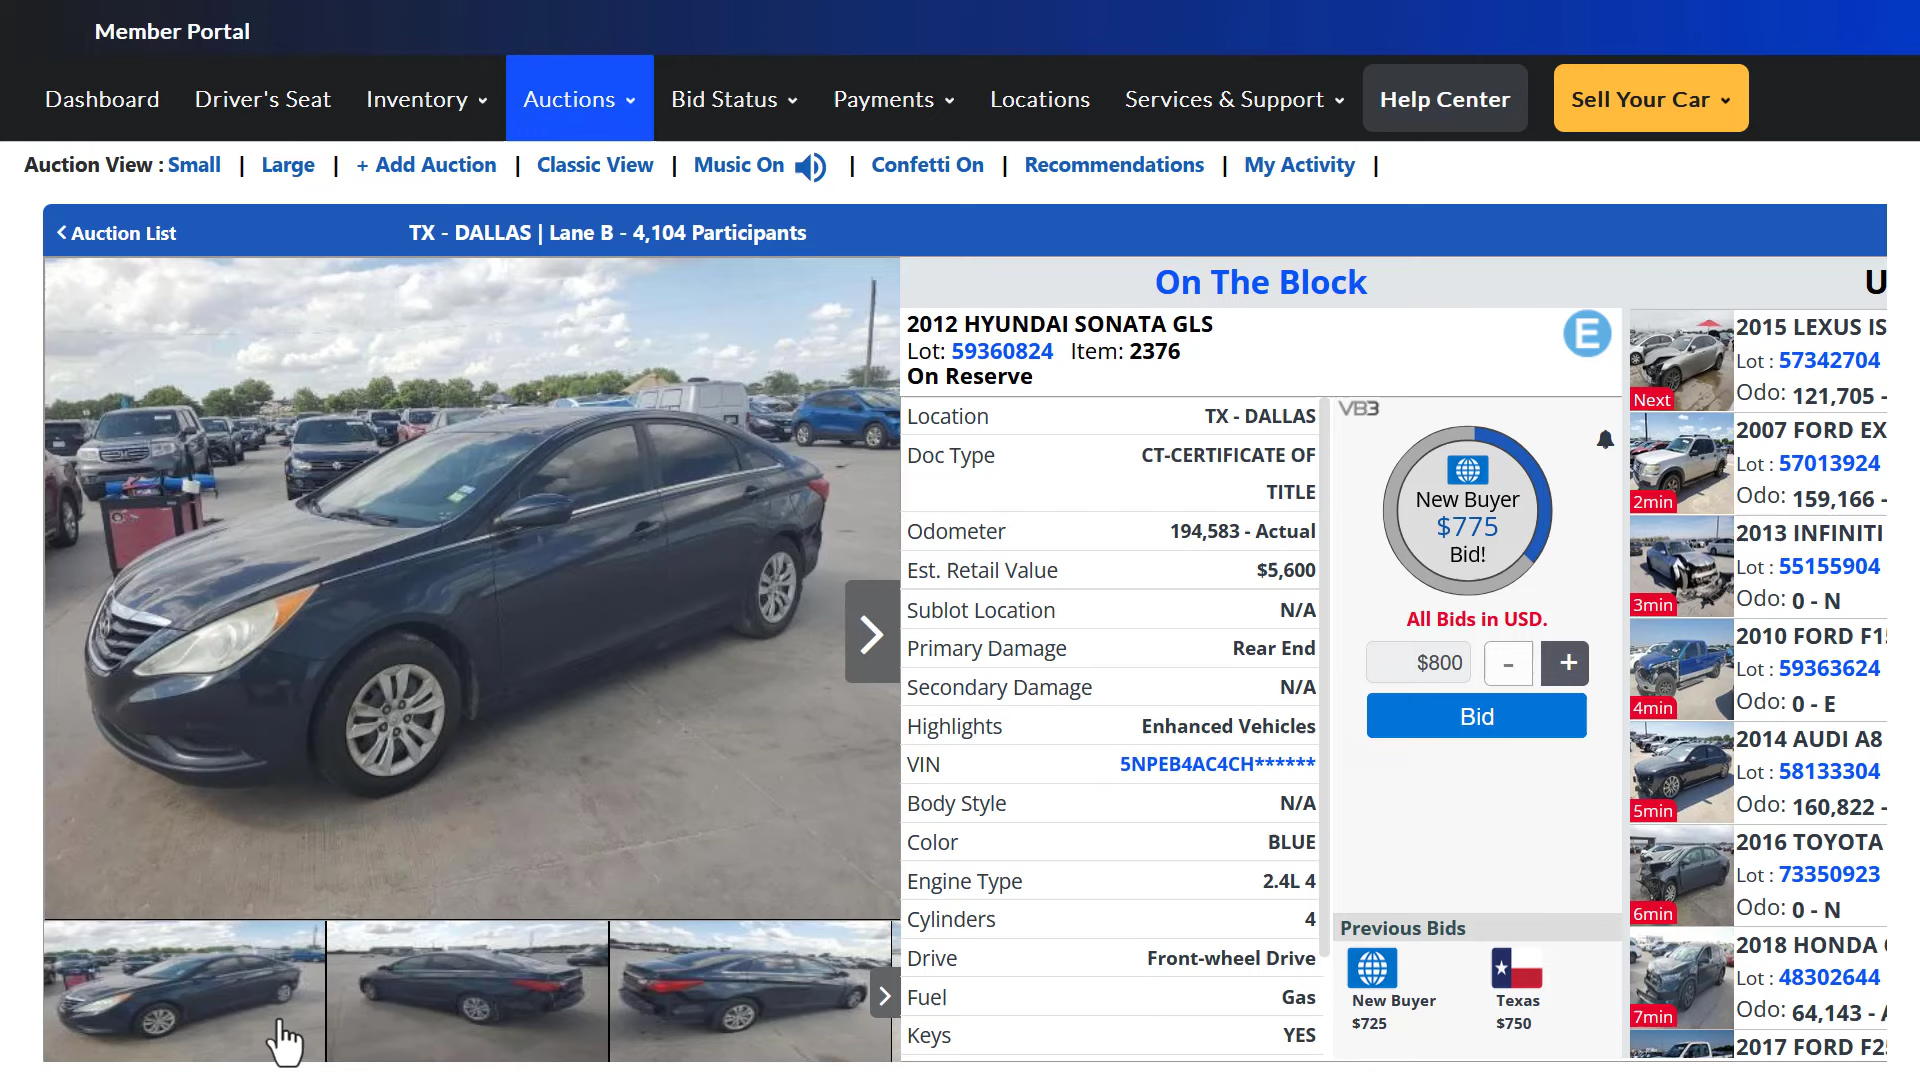 Member Portal
Dashboard
Driver's Seat
Inventory
Auctions
Bid Status
Payments
Locations
Services & Support
Help Center
Sell Your Car
Auction View : Small | Large | + Add Auction | Classic View | Music On | Confetti On | Recommendations | My Activity |
Auction List
TX - DALLAS | Lane B - 4,104 Participants
On The Block
2012 HYUNDAI SONATA GLS
Lot: 59360824 Item: 2376
On Reserve
E
Location TX - DALLAS
Doc Type CT-CERTIFICATE OF
TITLE
Odometer 194,583 - Actual
Est. Retail Value $5,600
Sublot Location N/A
Primary Damage Rear End
Secondary Damage N/A
Highlights Enhanced Vehicles
VIN 5NPEB4AC4CH******
Body Style N/A
Color BLUE
Engine Type 2.4L 4
Cylinders 4
Drive Front-wheel Drive
Fuel Gas
Keys YES
VB3
New Buyer
$775
Bid!
All Bids in USD.
$800 - +
Bid
Previous Bids
New Buyer
$725
Texas
$750
U
2015 LEXUS IS
Lot : 57342704
Odo: 121,705 -
Next
2007 FORD EX
Lot : 57013924
Odo: 159,166 -
2min
2013 INFINITI
Lot : 55155904
Odo: 0 - N
3min
2010 FORD F1
Lot : 59363624
Odo: 0 - E
4min
2014 AUDI A8
Lot : 58133304
Odo: 160,822 -
5min
2016 TOYOTA
Lot : 73350923
Odo: 0 - N
6min
2018 HONDA
Lot : 48302644
Odo: 64,143 - A
7min
2017 FORD F2